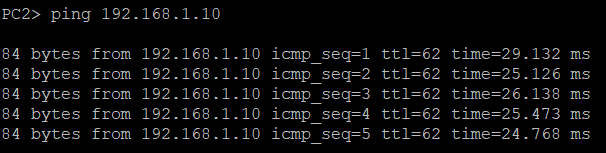 PC2> ping 192.168.1.10
84 bytes from 192.168.1.10 icmp_seq=1 ttl=62 time=29.132 ms
84 bytes from 192.168.1.10 icmp_seq=2 ttl=62 time=25.126 ms
84 bytes from 192.168.1.10 icmp_seq=3 ttl=62 time=26.138 ms
84 bytes from 192.168.1.10 icmp_seq=4 ttl=62 time=25.473 ms
84 bytes from 192.168.1.10 icmp_seq=5 ttl=62 time=24.768 ms